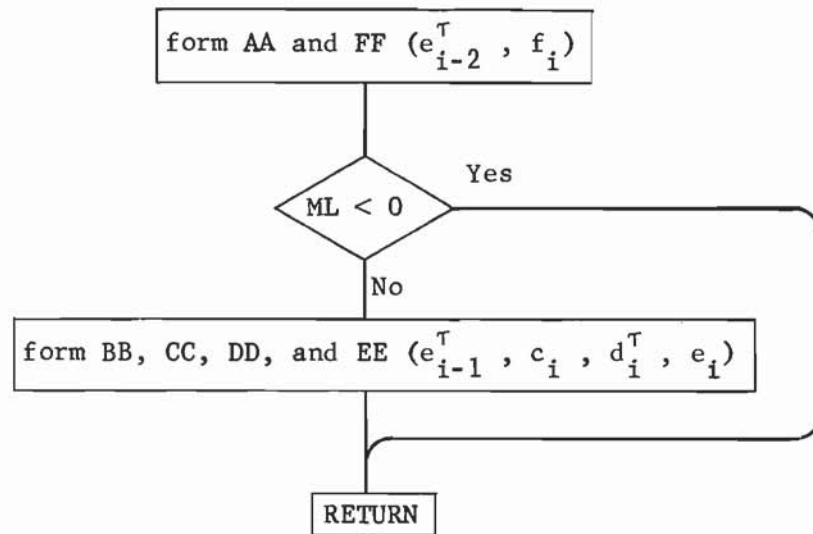 form AA and FF (e^τ_{i-2} , f_i)
ML < 0
Yes
No
form BB, CC, DD, and EE (e^τ_{i-1} , c_i , d^τ_i , e_i)
RETURN